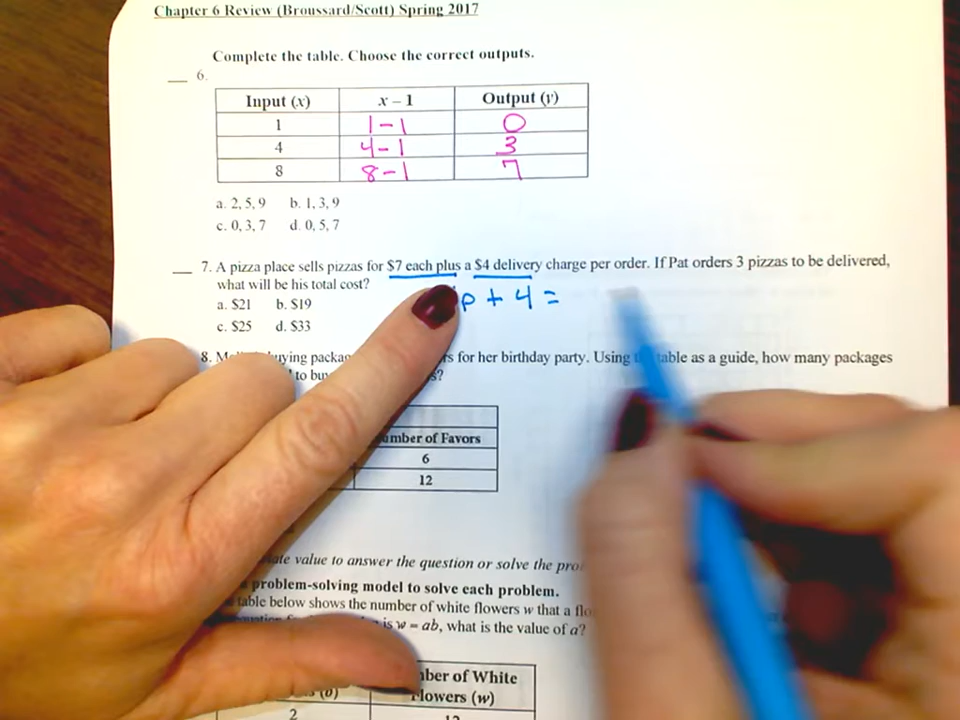 Chapter 6 Review (Broussard/Scott) Spring 2017
Complete the table. Choose the correct outputs.
6.
Input (x) x – 1 Output (y)
1 1-1 0
4 4-1 3
8 8-1 7
a. 2, 5, 9 b. 1, 3, 9
c. 0, 3, 7 d. 0, 5, 7
7. A pizza place sells pizzas for $7 each plus a $4 delivery charge per order. If Pat orders 3 pizzas to be delivered,
what will be his total cost?
p + 4 =
a. $21 b. $19
c. $25 d. $33
8. for her birthday party. Using table as a guide, how many packages
to
of Favors
6
12
value to answer the question or solve the
problem-solving model to solve each problem.
table below shows the number of white flowers w that a
is w = ab, what is the value of a?
of White
Flowers (w)
2 12